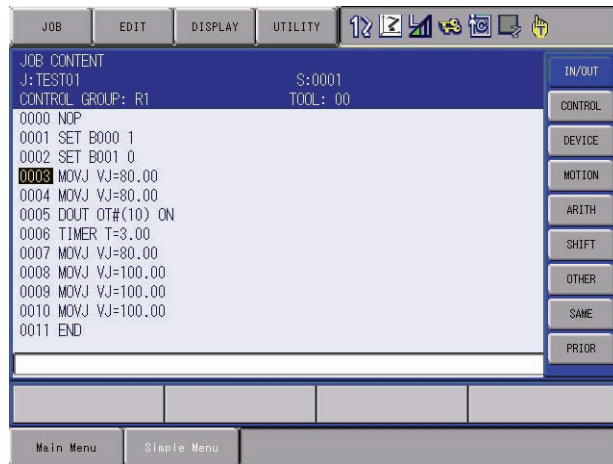 JOB EDIT DISPLAY UTILITY
JOB CONTENT
J:TEST01 S:0001
CONTROL GROUP: R1 TOOL: 00
0000 NOP
0001 SET B000 1
0002 SET B001 0
0003 MOVJ VJ=80.00
0004 MOVJ VJ=80.00
0005 DOUT OT#(10) ON
0006 TIMER T=3.00
0007 MOVJ VJ=80.00
0008 MOVJ VJ=100.00
0009 MOVJ VJ=100.00
0010 MOVJ VJ=100.00
0011 END
IN/OUT
CONTROL
DEVICE
MOTION
ARITH
SHIFT
OTHER
SAME
PRIOR
Main Menu Simple Menu